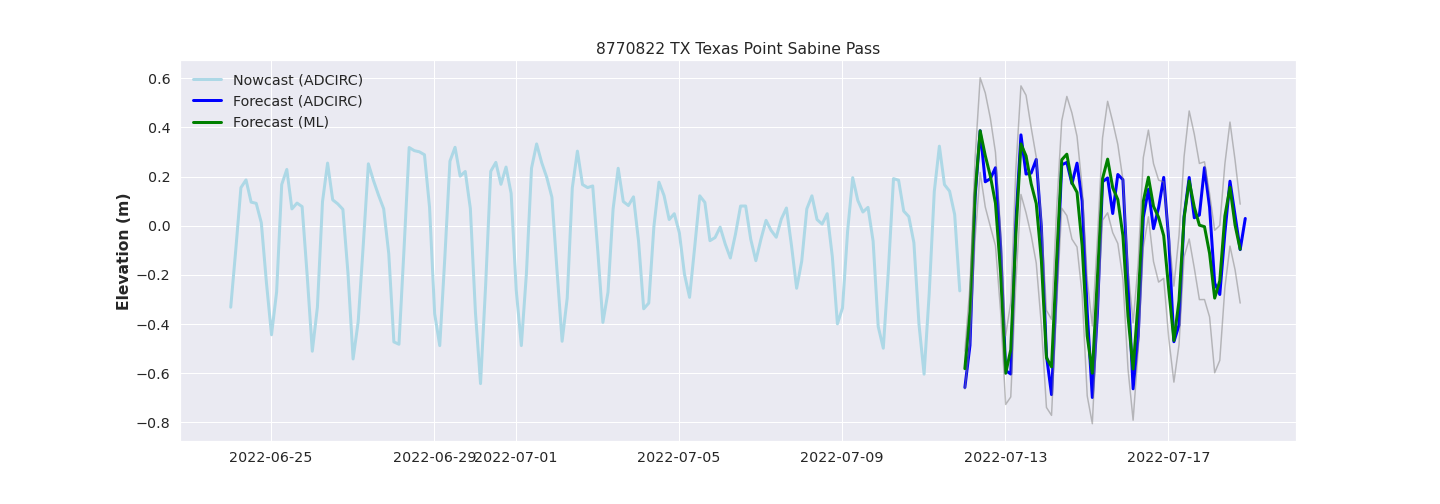 8770822 TX Texas Point Sabine Pass
Nowcast (ADCIRC)
Forecast (ADCIRC)
Forecast (ML)
Elevation (m)
0.6
0.4
0.2
0.0
−0.2
−0.4
−0.6
−0.8
2022-06-25 2022-06-29 2022-07-01 2022-07-05 2022-07-09 2022-07-13 2022-07-17